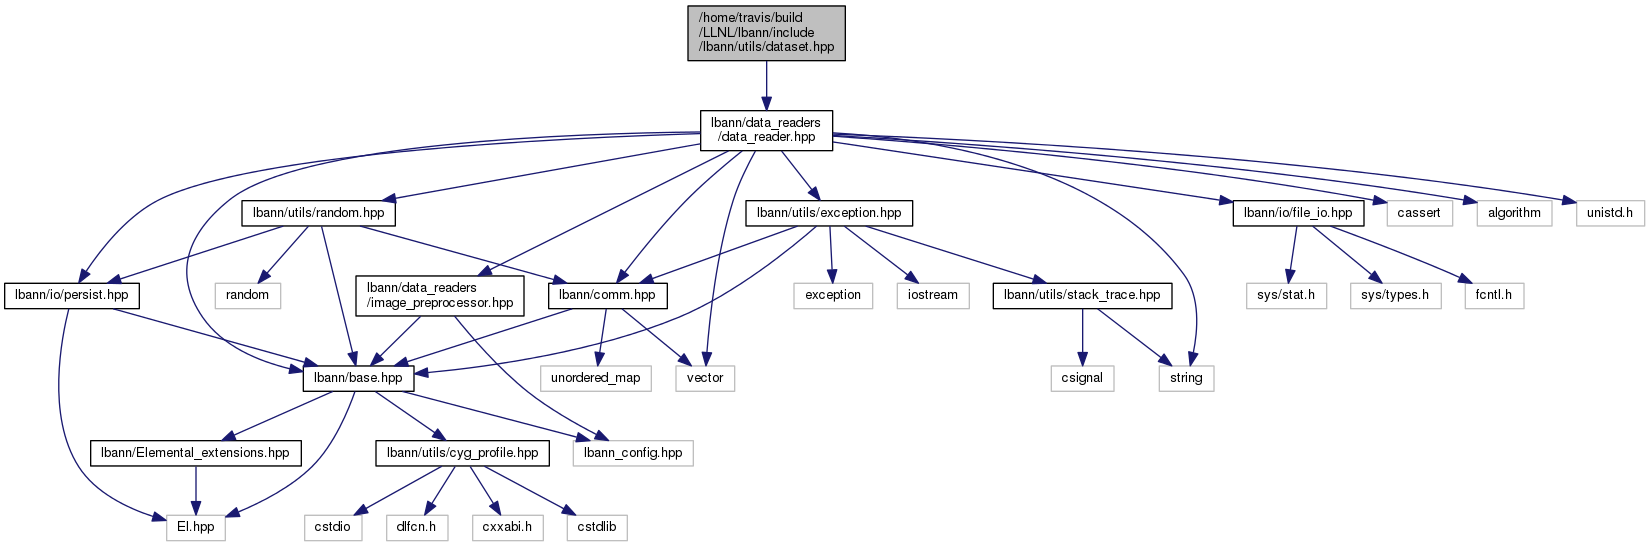 /home/travis/build
/LLNL/lbann/include
/lbann/utils/dataset.hpp
lbann/data_readers
/data_reader.hpp
lbann/utils/random.hpp
lbann/utils/exception.hpp
lbann/io/file_io.hpp
cassert
algorithm
unistd.h
lbann/io/persist.hpp
random
lbann/data_readers
/image_preprocessor.hpp
lbann/comm.hpp
exception
iostream
lbann/utils/stack_trace.hpp
sys/stat.h
sys/types.h
fcntl.h
lbann/base.hpp
unordered_map
vector
csignal
string
lbann/Elemental_extensions.hpp
lbann/utils/cyg_profile.hpp
lbann_config.hpp
El.hpp
cstdio
dlfcn.h
cxxabi.h
cstdlib